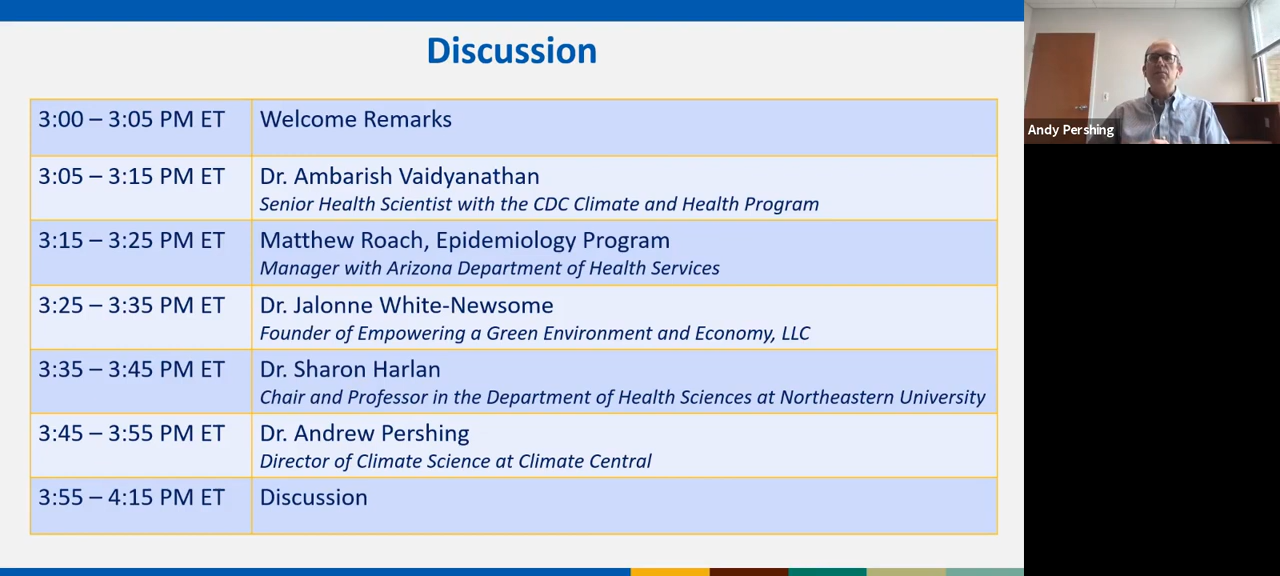 Discussion
3:00 – 3:05 PM ET
Welcome Remarks
3:05 – 3:15 PM ET
Dr. Ambarish Vaidyanathan
Senior Health Scientist with the CDC Climate and Health Program
3:15 – 3:25 PM ET
Matthew Roach, Epidemiology Program
Manager with Arizona Department of Health Services
3:25 – 3:35 PM ET
Dr. Jalonne White-Newsome
Founder of Empowering a Green Environment and Economy, LLC
3:35 – 3:45 PM ET
Dr. Sharon Harlan
Chair and Professor in the Department of Health Sciences at Northeastern University
3:45 – 3:55 PM ET
Dr. Andrew Pershing
Director of Climate Science at Climate Central
3:55 – 4:15 PM ET
Discussion
Andy Pershing